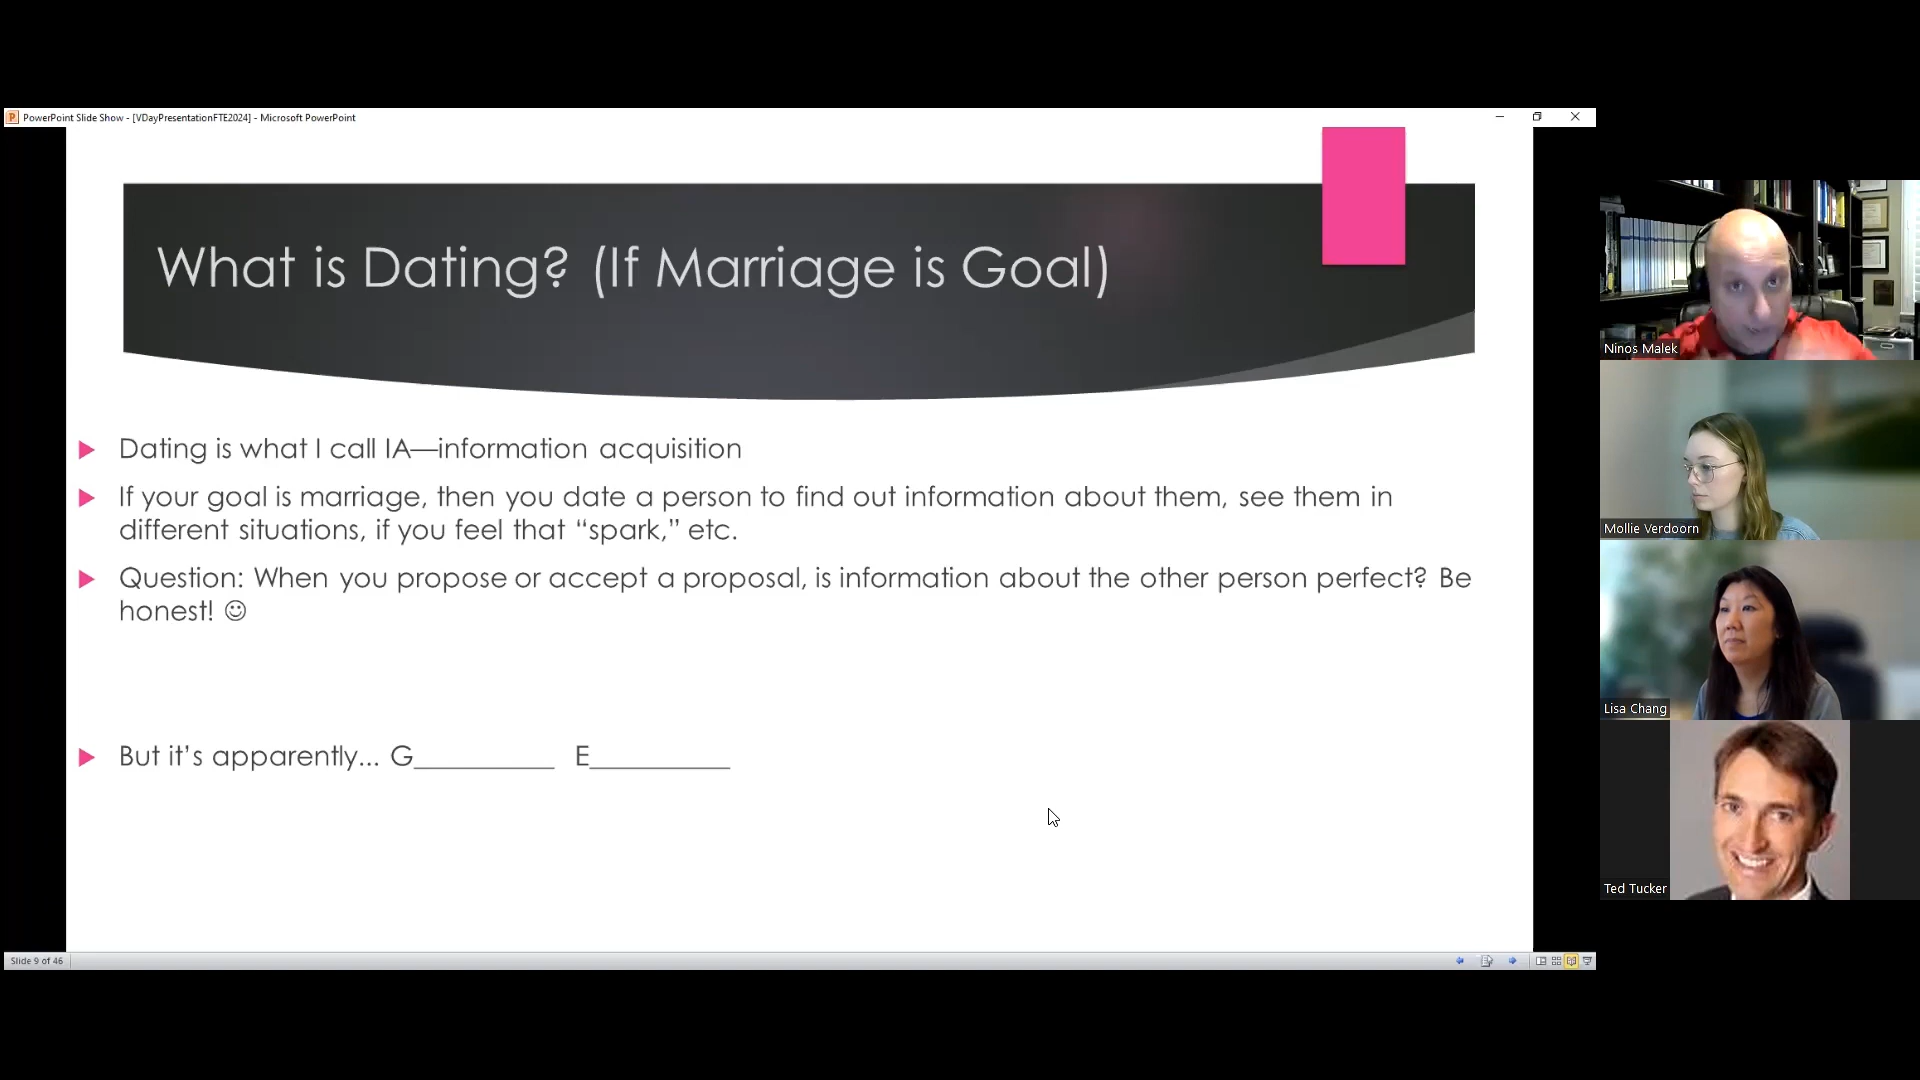 PowerPoint Slide Show - [VDayPresentationFTE2024] - Microsoft PowerPoint
What is Dating? (If Marriage is Goal)
Dating is what I call IA—information acquisition
If your goal is marriage, then you date a person to find out information about them, see them in
different situations, if you feel that “spark,” etc.
Question: When you propose or accept a proposal, is information about the other person perfect? Be
honest! ☺
But it’s apparently... G__________ E__________
Slide 9 of 46
Ninos Malek
Mollie Verdoorn
Lisa Chang
Ted Tucker